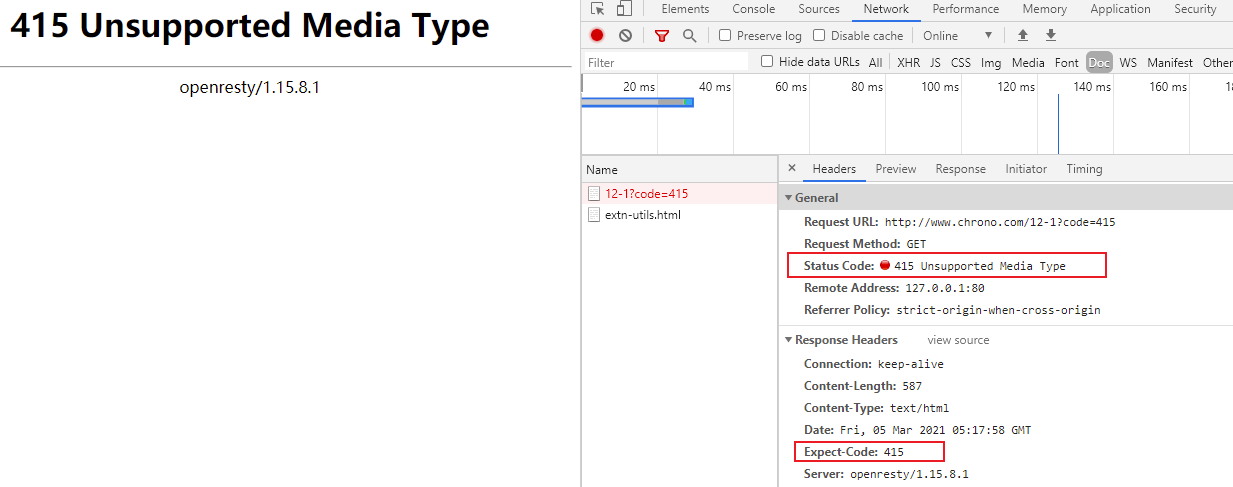 415 Unsupported Media Type
openresty/1.15.8.1
Elements Console Sources Network Performance Memory Application Security
Preserve log Disable cache Online
Filter Hide data URLs All XHR JS CSS Img Media Font Doc WS Manifest Other
20 ms 40 ms 60 ms 80 ms 100 ms 120 ms 140 ms 160 ms
Name
12-1?code=415
extn-utils.html
× Headers Preview Response Initiator Timing
General
Request URL: http://www.chrono.com/12-1?code=415
Request Method: GET
Status Code: 415 Unsupported Media Type
Remote Address: 127.0.0.1:80
Referrer Policy: strict-origin-when-cross-origin
Response Headers view source
Connection: keep-alive
Content-Length: 587
Content-Type: text/html
Date: Fri, 05 Mar 2021 05:17:58 GMT
Expect-Code: 415
Server: openresty/1.15.8.1